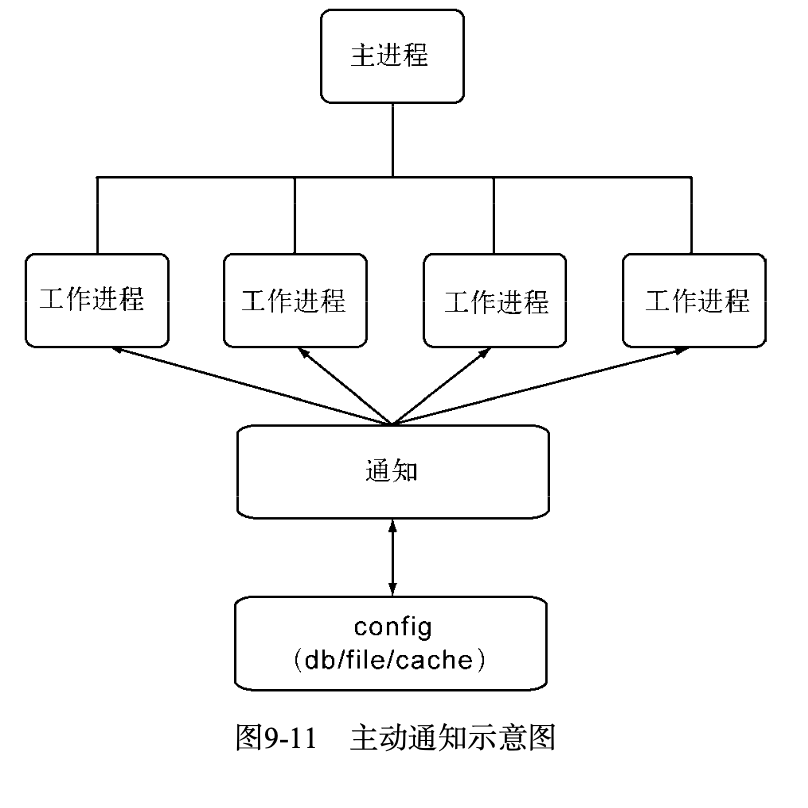 主进程
工作进程
工作进程
工作进程
工作进程
通知
config
（db/file/cache）
图9-11 主动通知示意图